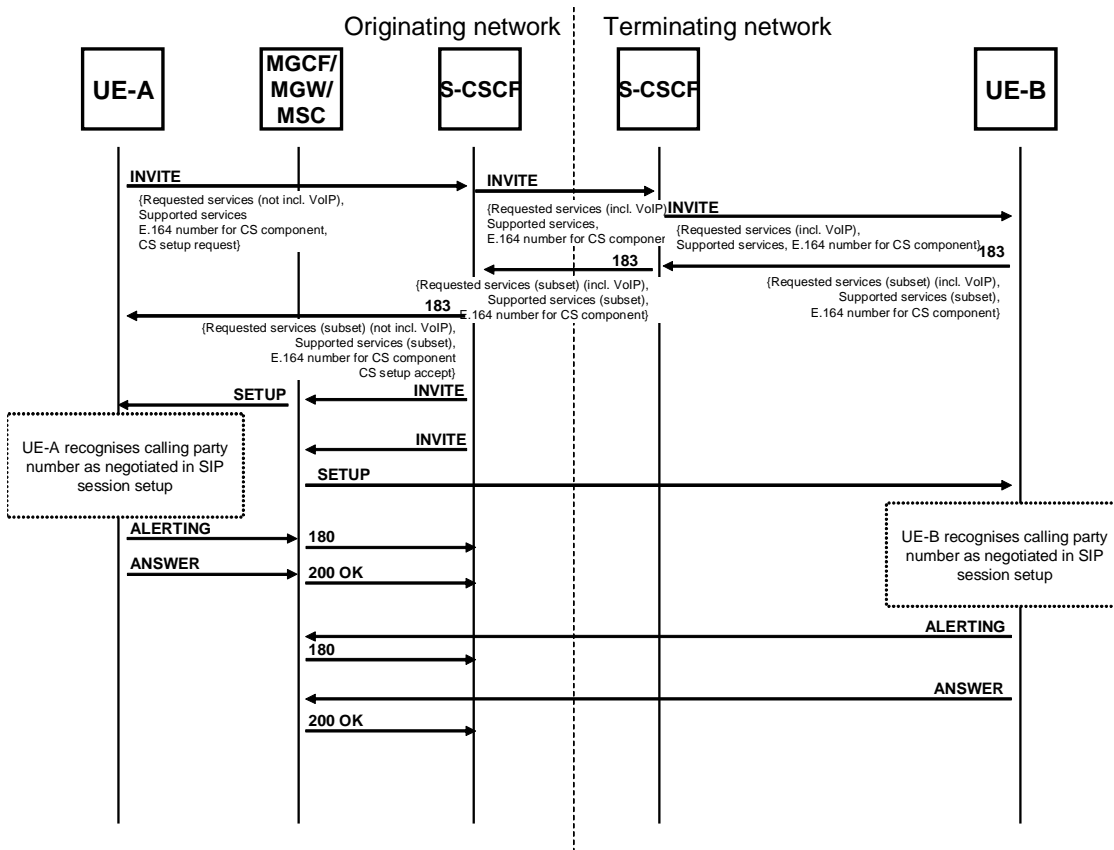 Originating network
Terminating network
UE-A
MGCF/
MGW/
MSC
S-CSCF
S-CSCF
UE-B
INVITE
{Requested services (not incl. VoIP),
Supported services
E.164 number for CS component,
CS setup request}
INVITE
{Requested services (incl. VoIP)
Supported services,
E.164 number for CS componer
INVITE
{Requested services (incl. VoIP),
Supported services, E.164 number for CS component}
183
{Requested services (subset) (incl. VoIP),
Supported services (subset),
E.164 number for CS component}
183
{Requested services (subset) (incl. VoIP),
Supported services (subset),
E.164 number for CS component}
183
{Requested services (subset) (not incl. VoIP),
Supported services (subset),
E.164 number for CS component
CS setup accept}
INVITE
SETUP
UE-A recognises calling party
number as negotiated in SIP
session setup
INVITE
SETUP
UE-B recognises calling party
number as negotiated in SIP
session setup
ALERTING
180
ANSWER
200 OK
ALERTING
180
ANSWER
200 OK